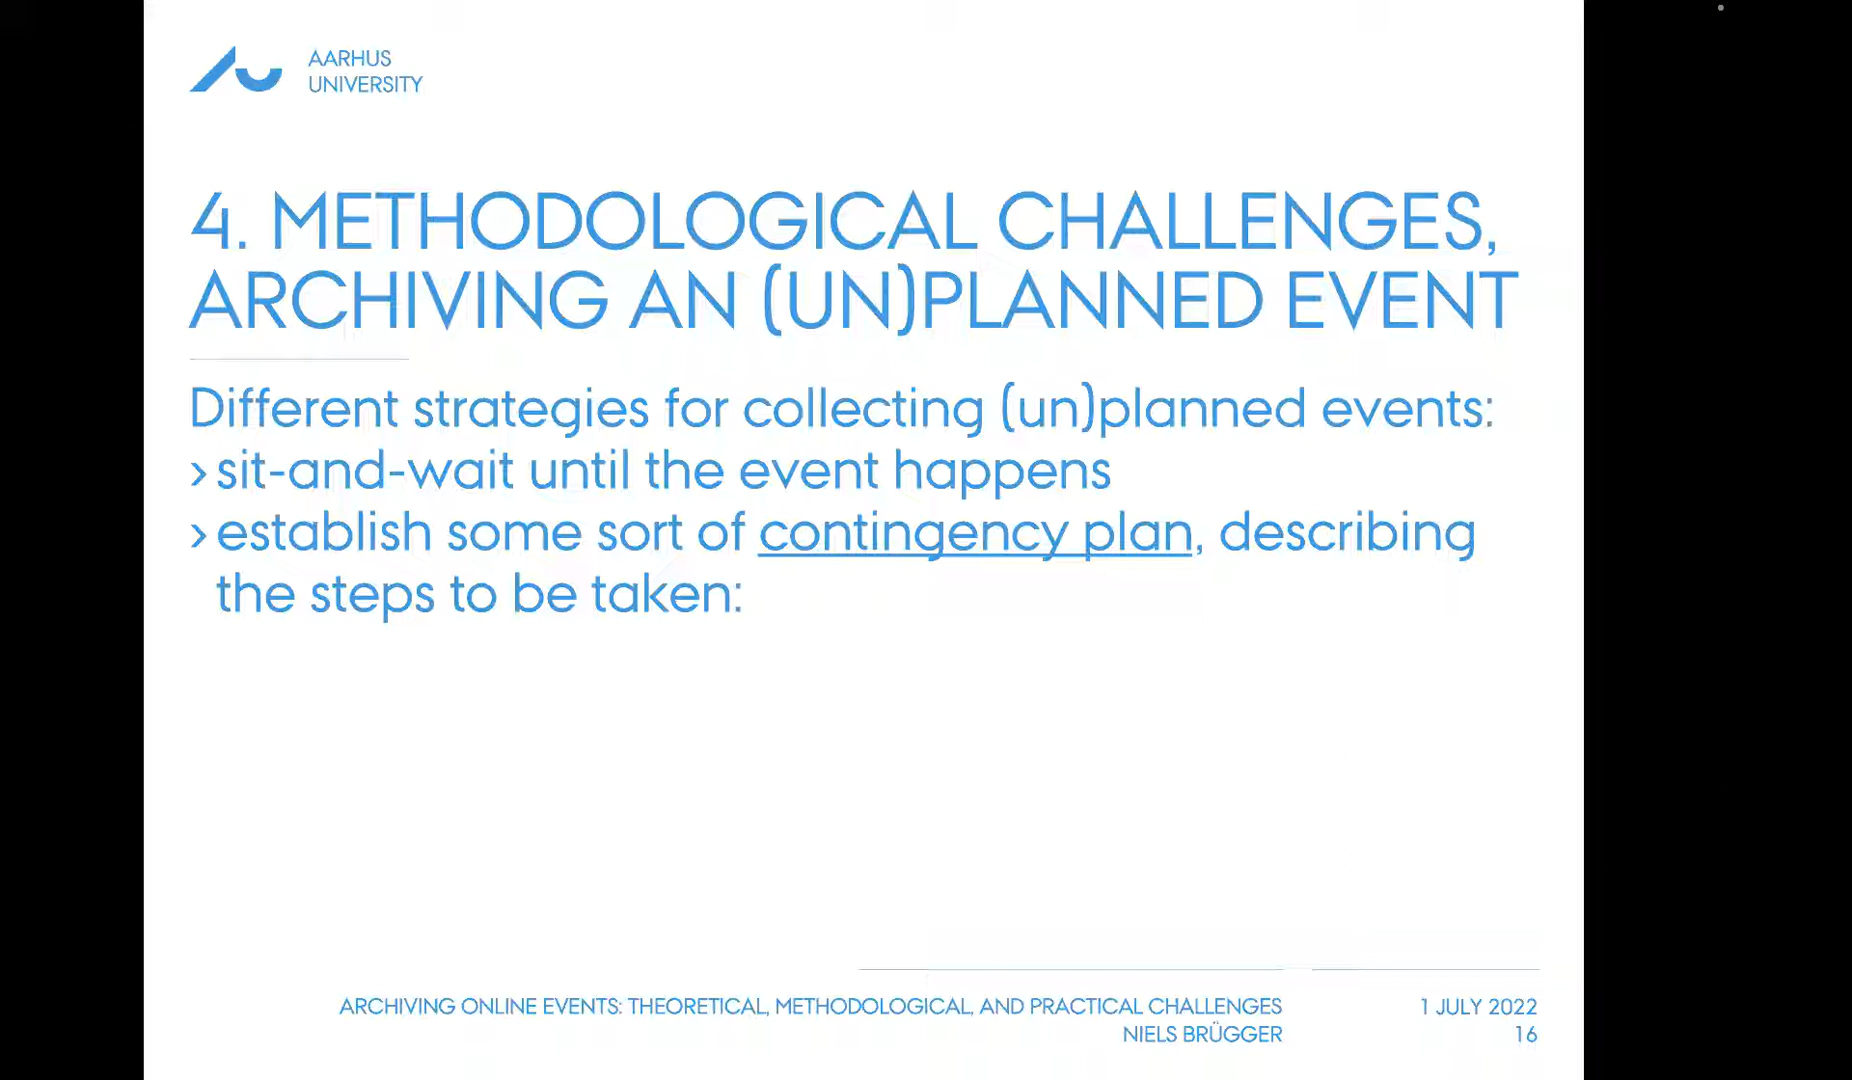 AARHUS
UNIVERSITY
4. METHODOLOGICAL CHALLENGES,
ARCHIVING AN (UN)PLANNED EVENT
Different strategies for collecting (un)planned events:
› sit-and-wait until the event happens
› establish some sort of contingency plan, describing
the steps to be taken:
ARCHIVING ONLINE EVENTS: THEORETICAL, METHODOLOGICAL, AND PRACTICAL CHALLENGES
NIELS BRÜGGER
1 JULY 2022
16